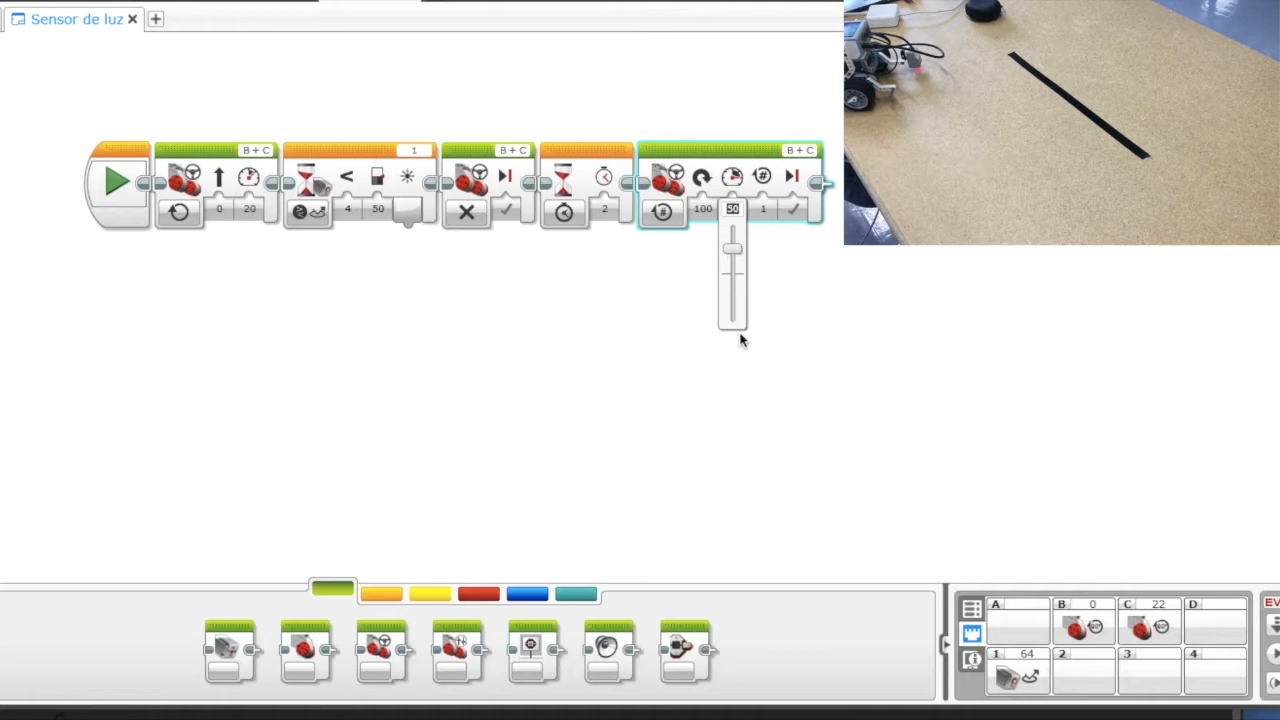 Sensor de luz
B + C
1
B + C
B + C
0 20
4 50
2
100 50 1
A
B 0
C 22
D
1 64
2
3
4
EV